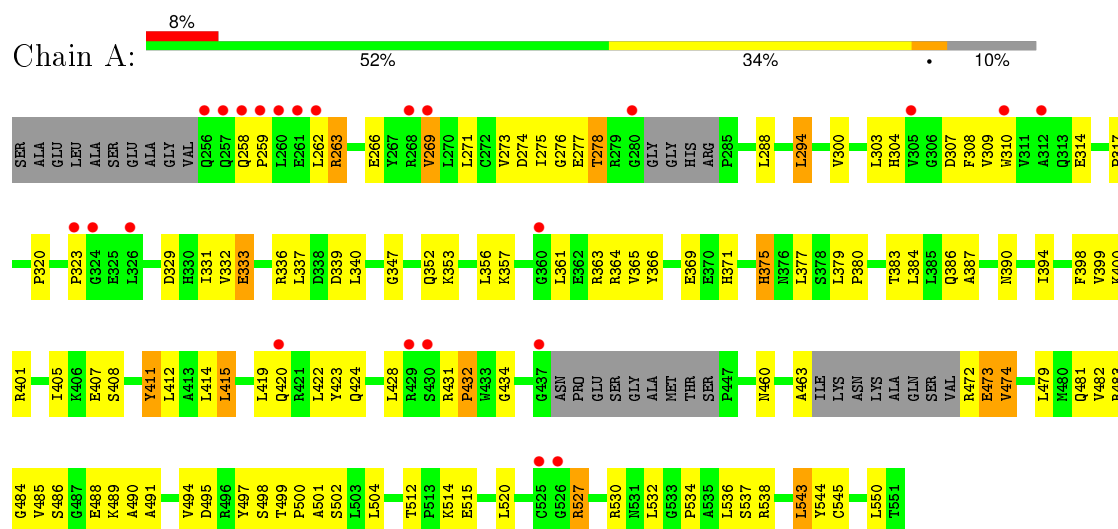 8%
Chain A:
52% 34% • 10%
SER ALA GLU LEU ALA SER GLU ALA GLY VAL Q256 Q257 Q258 P259 L260 E261 L262 R263 E266 Y267 R268 V269 L270 L271 C272 V273 D274 L275 G276 E277 T278 R279 G280 GLY GLY HIS ARG P285 L288 L294 V300 L303 H304 V305 G306 D307 F308 V309 W310 V311 A312 Q313 E314 P317
P320 P323 G324 E325 L326 D329 H330 I331 V332 E333 R336 L337 D338 D339 L340 G347 Q352 K353 L356 K357 G360 L361 E362 R363 R364 V365 Y366 E369 E370 H371 H375 N376 L377 S378 L379 P380 T383 L384 L385 Q386 A387 N390 I394 F398 V399 K400
R401 I405 K406 E407 S408 Y411 L412 A413 L414 L415 L419 Q420 R421 L422 Y423 Q424 L428 R429 S430 R431 P432 W433 G434 G437 ASN PRO GLU SER GLY ALA MET THR SER P447 N460 A463 ILE LYS ASN LYS ALA GLN SER VAL R472 E473 V474 L479 M480 Q481 V482 R483
G484 V485 S486 G487 E488 K489 A490 A491 V494 D495 R496 Y497 S498 T499 P500 A501 S502 L503 L504 T512 P513 K514 E515 L520 C525 G526 R527 R530 N531 L532 G533 P534 A535 L536 S537 R538 L543 Y544 C545 L550 T551